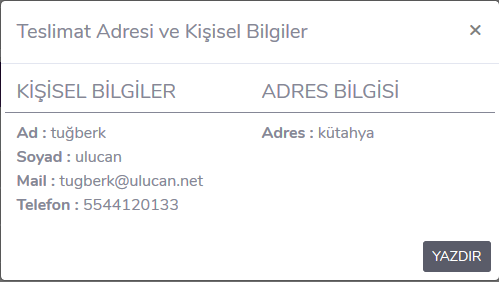 Teslimat Adresi ve Kişisel Bilgiler
×
KİŞİSEL BİLGİLER
Ad : tuğberk
Soyad : ulucan
Mail : tugberk@ulucan.net
Telefon : 5544120133
ADRES BİLGİSİ
Adres : kütahya
YAZDIR